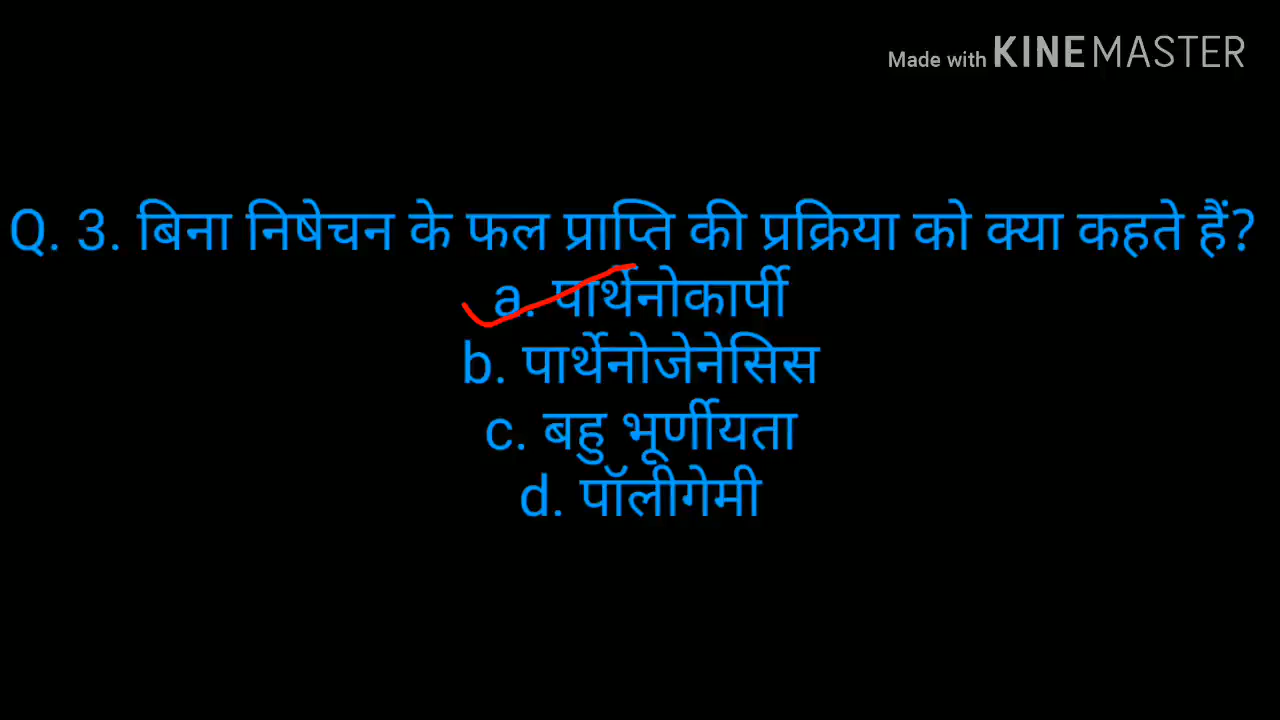 Made with KINEMASTER
Q. 3. बिना निषेचन के फल प्राप्ति की प्रक्रिया को क्या कहते हैं?
a. पार्थेनोकार्पी
b. पार्थेनोजेनेसिस
c. बहु भूर्णीयता
d. पॉलीगेमी